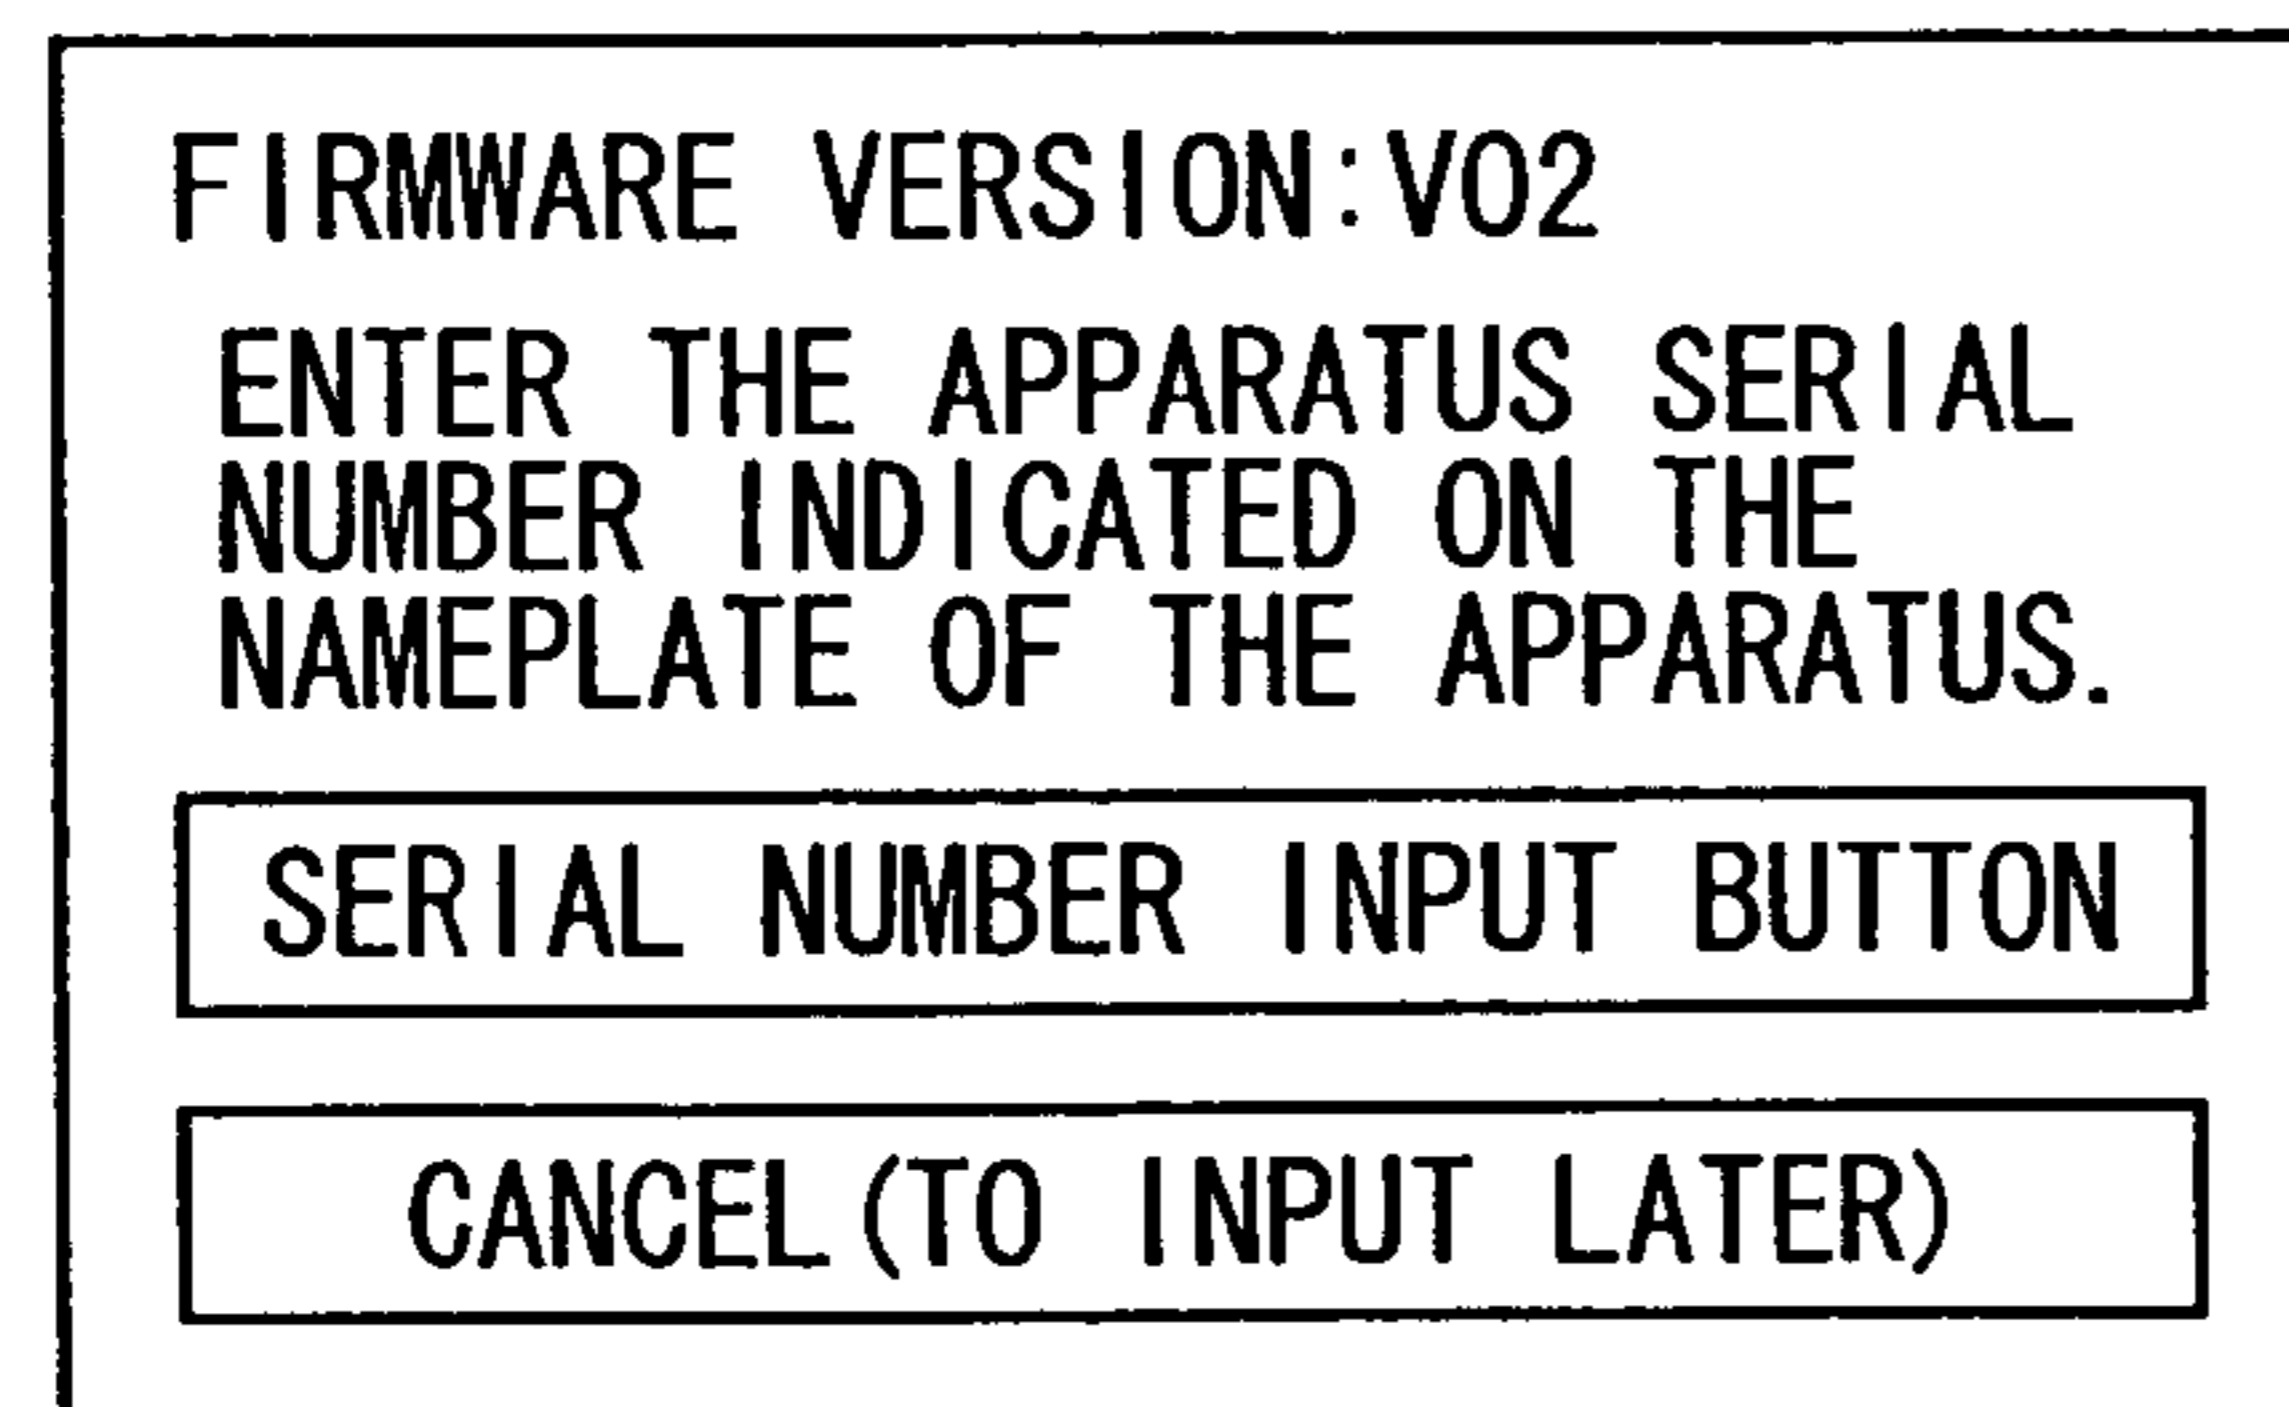 FIRMWARE VERSION:V02
ENTER THE APPARATUS SERIAL
NUMBER INDICATED ON THE
NAMEPLATE OF THE APPARATUS.
SERIAL NUMBER INPUT BUTTON
CANCEL(TO INPUT LATER)